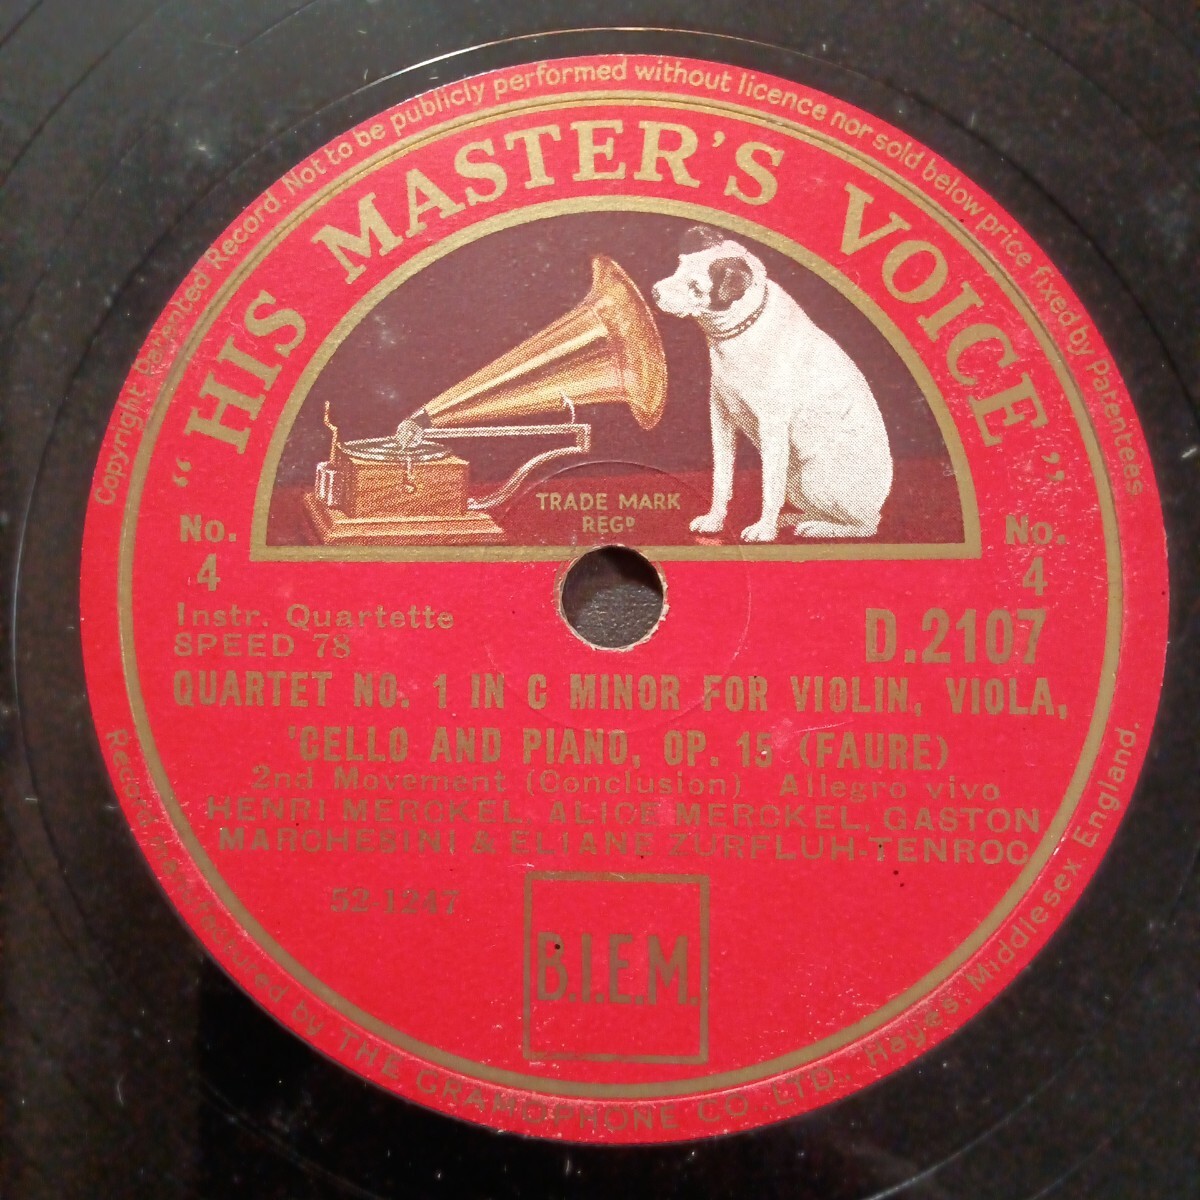 Copyright patented Record. Not to be publicly performed without licence nor sold below price fixed by Patentees
"HIS MASTER'S VOICE"
TRADE MARK
REGD
No.
4
No.
4
Instr. Quartette
SPEED 78
D.2107
QUARTET NO. 1 IN C MINOR FOR VIOLIN, VIOLA,
'CELLO AND PIANO, OP. 15 (FAURE)
2nd Movement (Conclusion) Allegro vivo
HENRI MERCKEL, ALICE MERCKEL, GASTON
MARCHESINI & ELIANE ZURFLUH-TENROC
52-1247
B.I.E.M.
Record manufactured by THE GRAMOPHONE CO., LTD., Hayes, Middlesex, England.